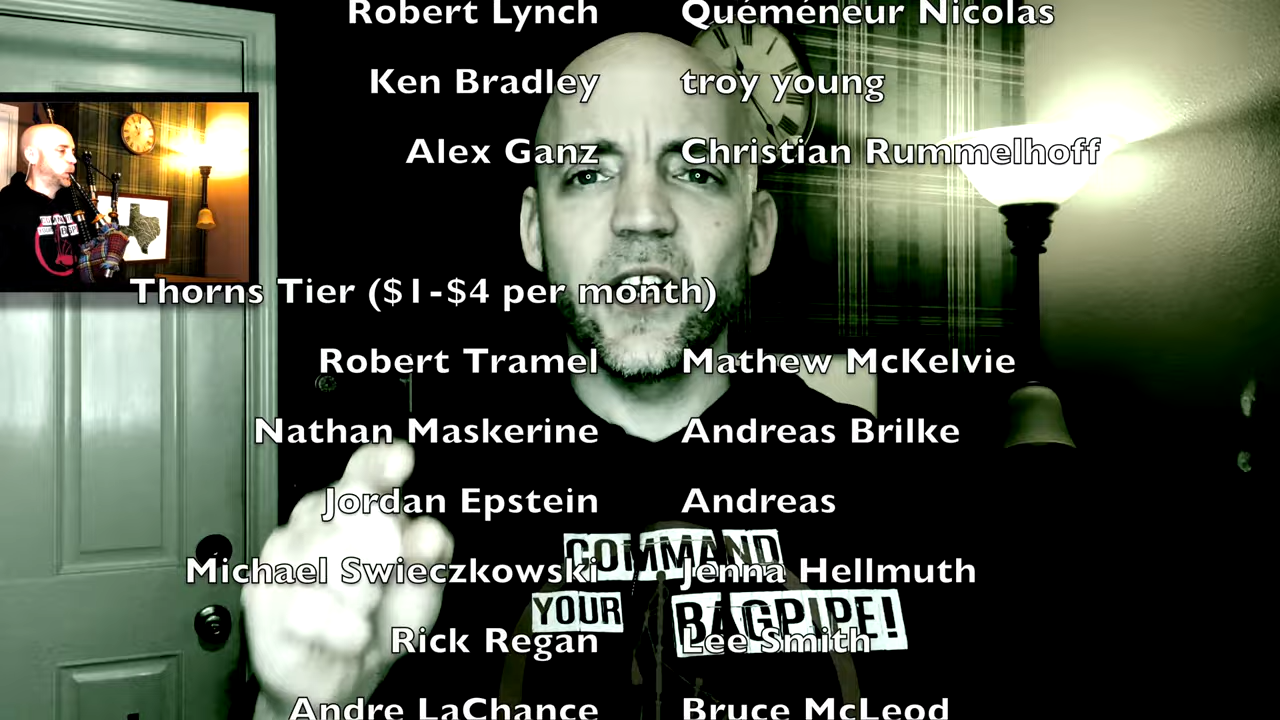 Robert Lynch Quéméneur Nicolas
Ken Bradley troy young
Alex Ganz Christian Rummelhoff
Thorns Tier ($1-$4 per month)
Robert Tramel Mathew McKelvie
Nathan Maskerine Andreas Brilke
Jordan Epstein Andreas
Michael Swieczkowski Jenna Hellmuth
COMMAND
YOUR BAGPIPE!
Rick Regan Lee Smith
Andre LaChance Bruce McLeod